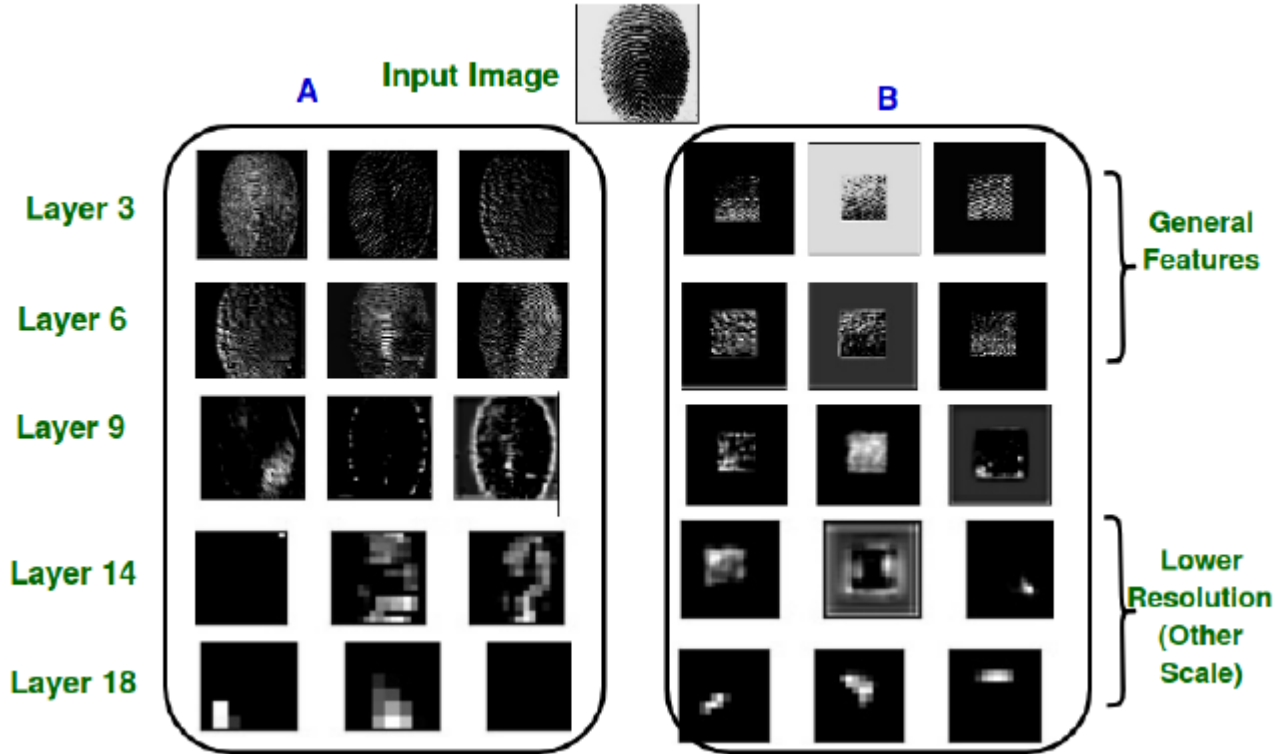 Input Image
A
B
Layer 3
General
Features
Layer 6
Layer 9
Layer 14
Lower
Resolution
(Other
Scale)
Layer 18